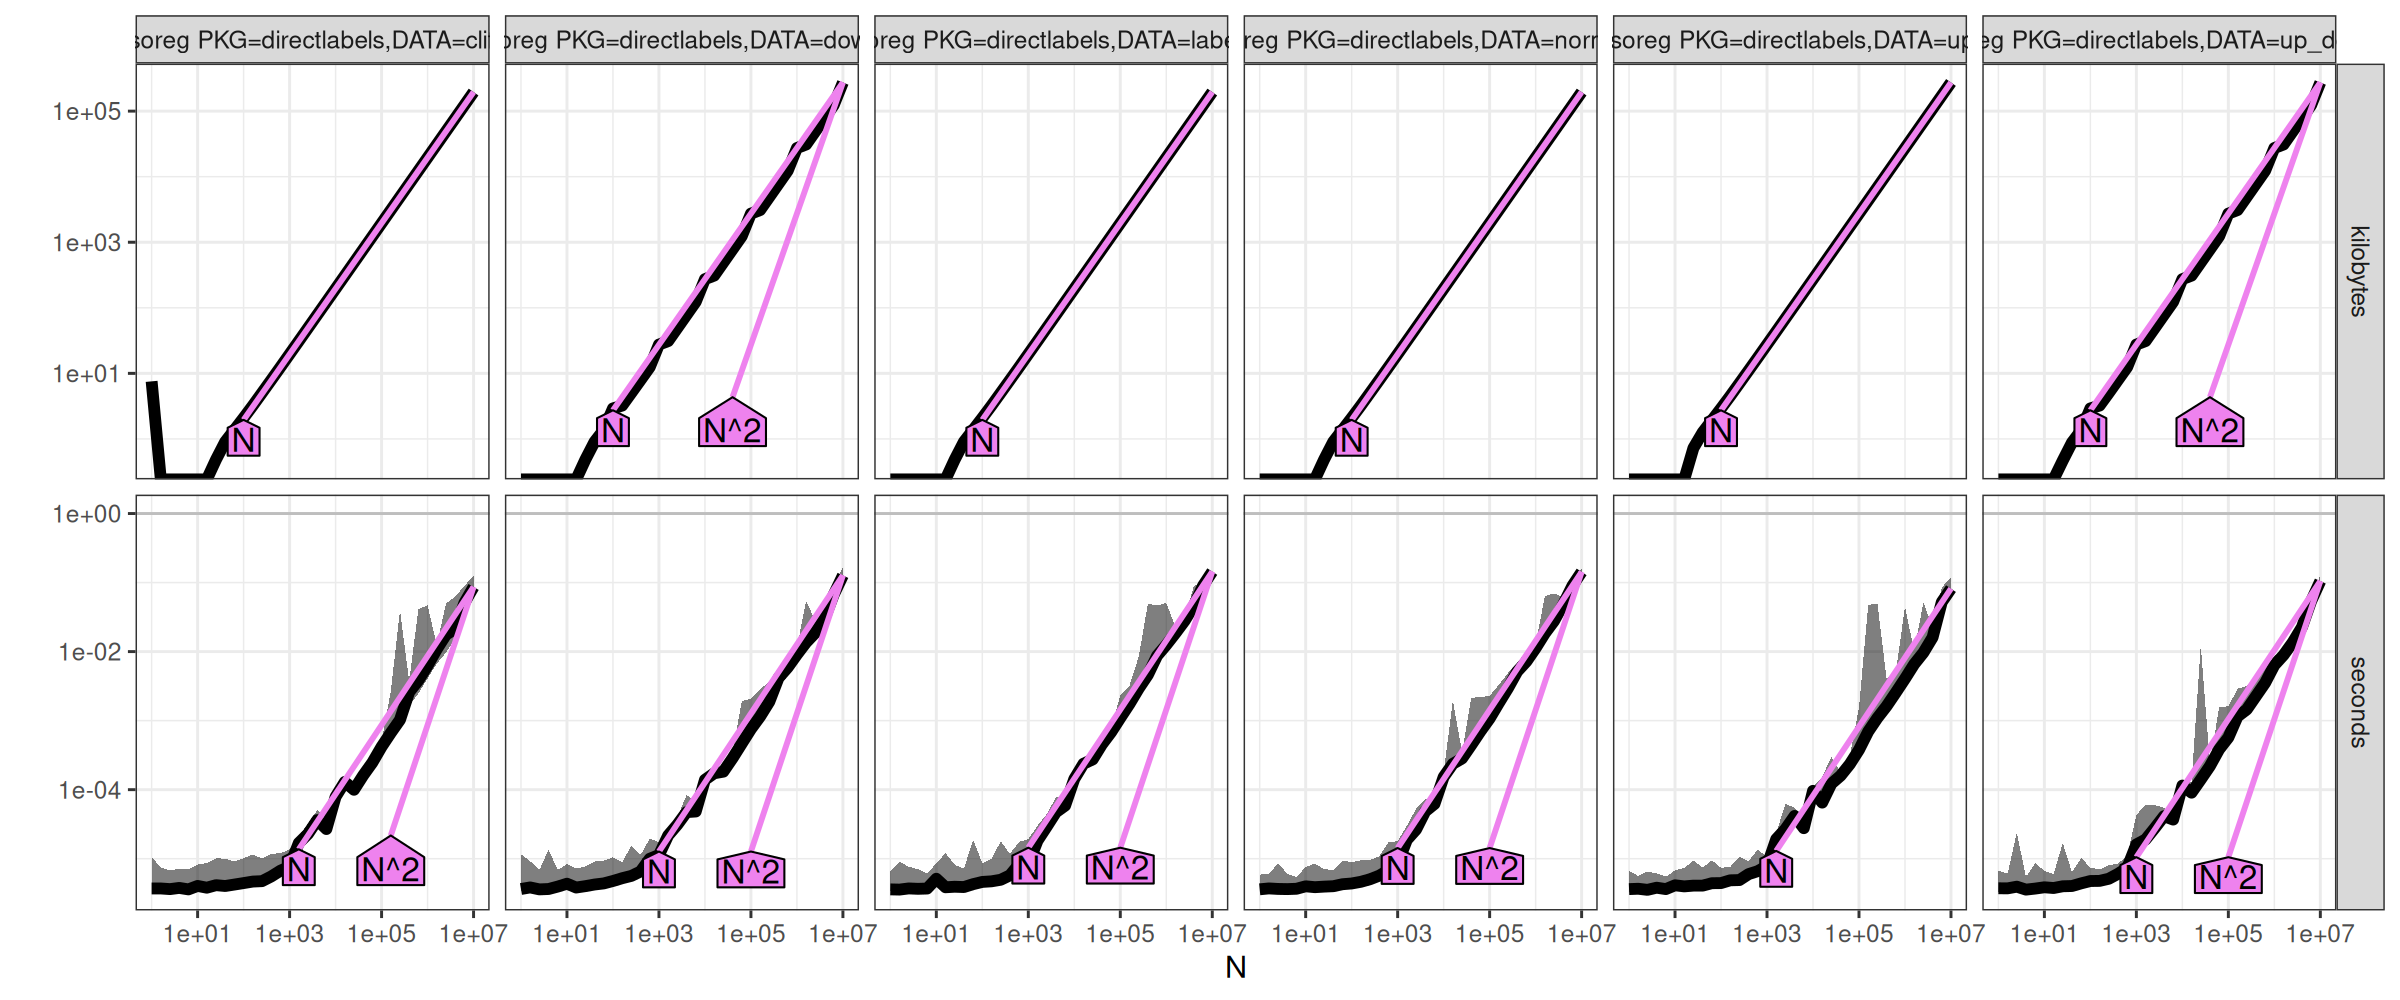 soreg PKG=directlabels,DATA=cli
oreg PKG=directlabels,DATA=dow
oreg PKG=directlabels,DATA=labe
reg PKG=directlabels,DATA=norr
soreg PKG=directlabels,DATA=up
eg PKG=directlabels,DATA=up_d
1e+05
1e+03
1e+01
N
N
N^2
N
N
N
N
N^2
kilobytes
1e+00
1e-02
1e-04
N
N^2
N
N^2
N
N^2
N
N^2
N
N
N^2
seconds
1e+01 1e+03 1e+05 1e+07
1e+01 1e+03 1e+05 1e+07
1e+01 1e+03 1e+05 1e+07
1e+01 1e+03 1e+05 1e+07
1e+01 1e+03 1e+05 1e+07
1e+01 1e+03 1e+05 1e+07
N